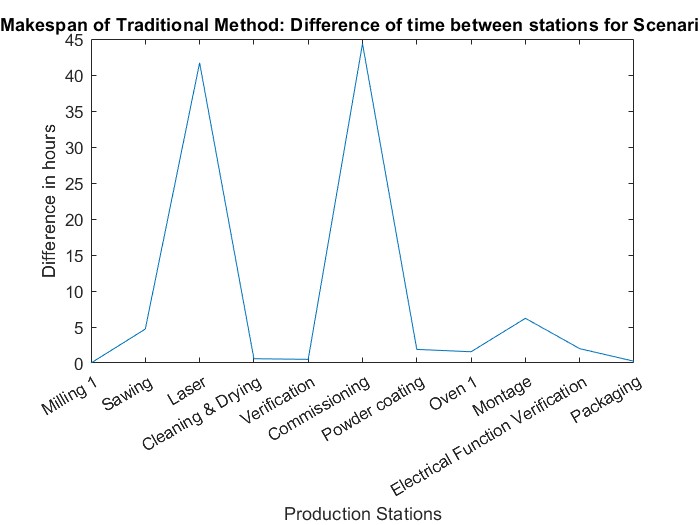 Makespan of Traditional Method: Difference of time between stations for Scenari
45
40
35
30
25
20
15
10
5
0
Difference in hours
Milling 1
Sawing
Laser
Cleaning & Drying
Verification
Commissioning
Powder coating
Oven 1
Montage
Electrical Function Verification
Packaging
Production Stations